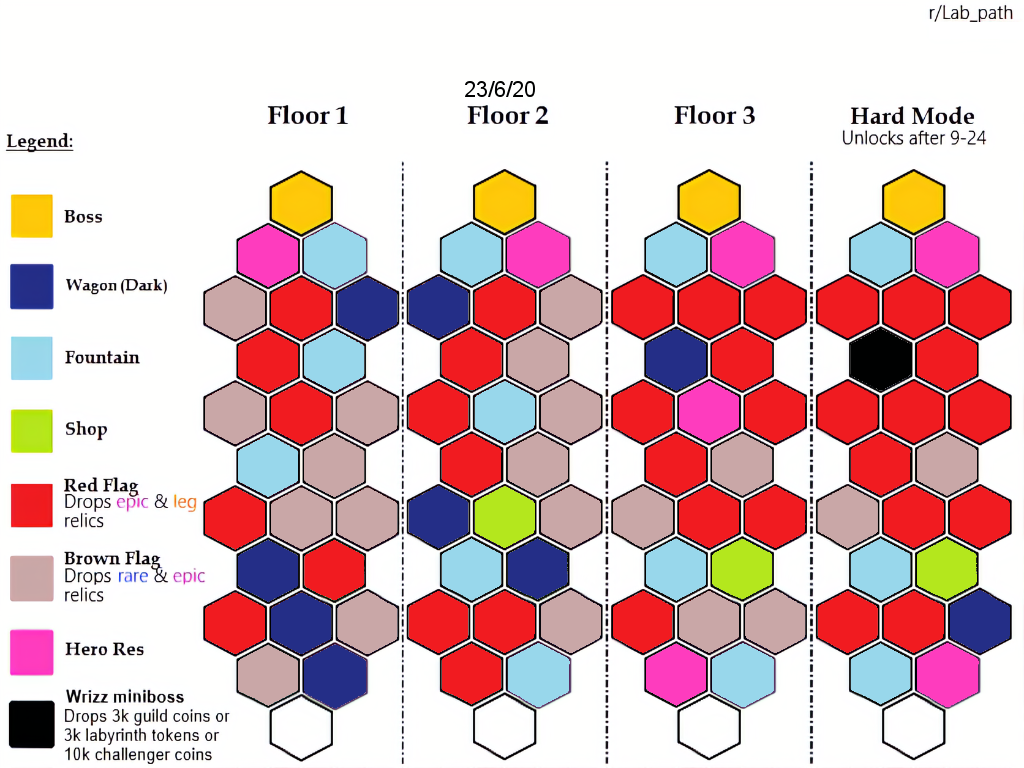 r/Lab_path
23/6/20
Floor 1
Floor 2
Floor 3
Hard Mode
Unlocks after 9-24
Legend:
Boss
Wagon (Dark)
Fountain
Shop
Red Flag
Drops epic & leg
relics
Brown Flag
Drops rare & epic
relics
Hero Res
Wrizz miniboss
Drops 3k guild coins or
3k labyrinth tokens or
10k challenger coins